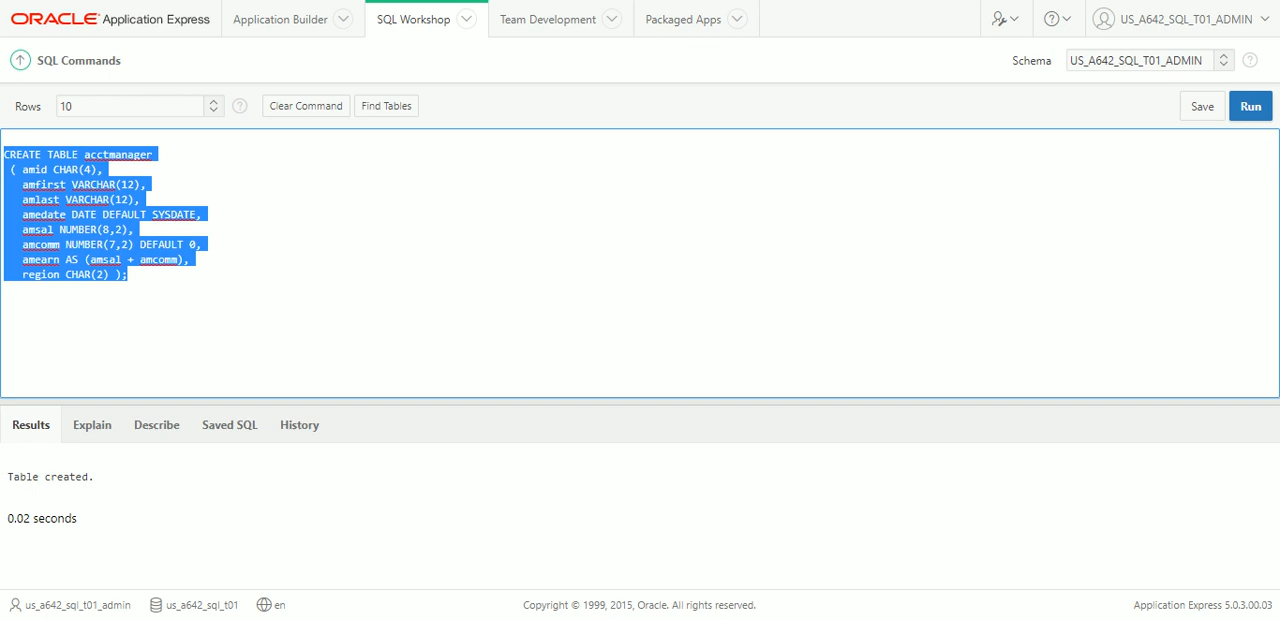 ORACLE Application Express Application Builder SQL Workshop Team Development Packaged Apps US_A642_SQL_T01_ADMIN
SQL Commands Schema US_A642_SQL_T01_ADMIN
Rows 10 Clear Command Find Tables Save Run
CREATE TABLE acctmanager
( amid CHAR(4),
amfirst VARCHAR(12),
amlast VARCHAR(12),
amedate DATE DEFAULT SYSDATE,
amsal NUMBER(8,2),
amcomm NUMBER(7,2) DEFAULT 0,
amearn AS (amsal + amcomm),
region CHAR(2) );
Results Explain Describe Saved SQL History
Table created.
0.02 seconds
us_a642_sql_t01_admin us_a642_sql_t01 en Copyright © 1999, 2015, Oracle. All rights reserved. Application Express 5.0.3.00.03